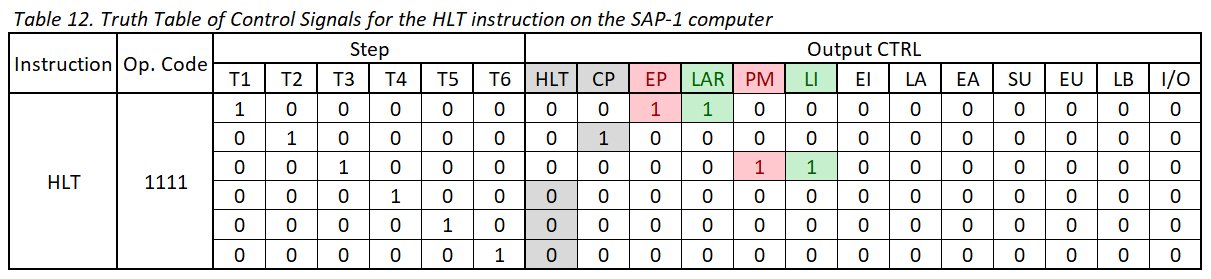 Table 12. Truth Table of Control Signals for the HLT instruction on the SAP-1 computer
Instruction Op. Code Step Output CTRL
T1 T2 T3 T4 T5 T6 HLT CP EP LAR PM LI EI LA EA SU EU LB I/O
HLT 1111
1 0 0 0 0 0 0 0 1 1 0 0 0 0 0 0 0 0 0
0 1 0 0 0 0 0 1 0 0 0 0 0 0 0 0 0 0 0
0 0 1 0 0 0 0 0 0 0 1 1 0 0 0 0 0 0 0
0 0 0 1 0 0 0 0 0 0 0 0 0 0 0 0 0 0 0
0 0 0 0 1 0 0 0 0 0 0 0 0 0 0 0 0 0 0
0 0 0 0 0 1 0 0 0 0 0 0 0 0 0 0 0 0 0